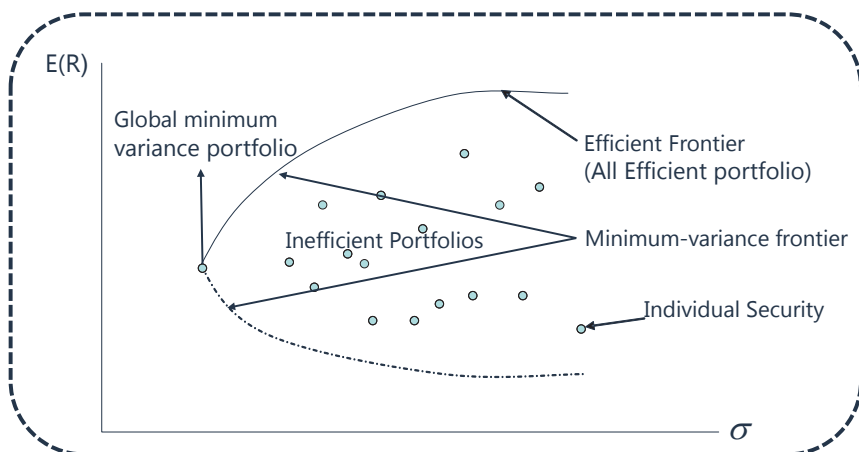 E(R)
Global minimum
variance portfolio
Efficient Frontier
(All Efficient portfolio)
Inefficient Portfolios
Minimum-variance frontier
Individual Security
σ